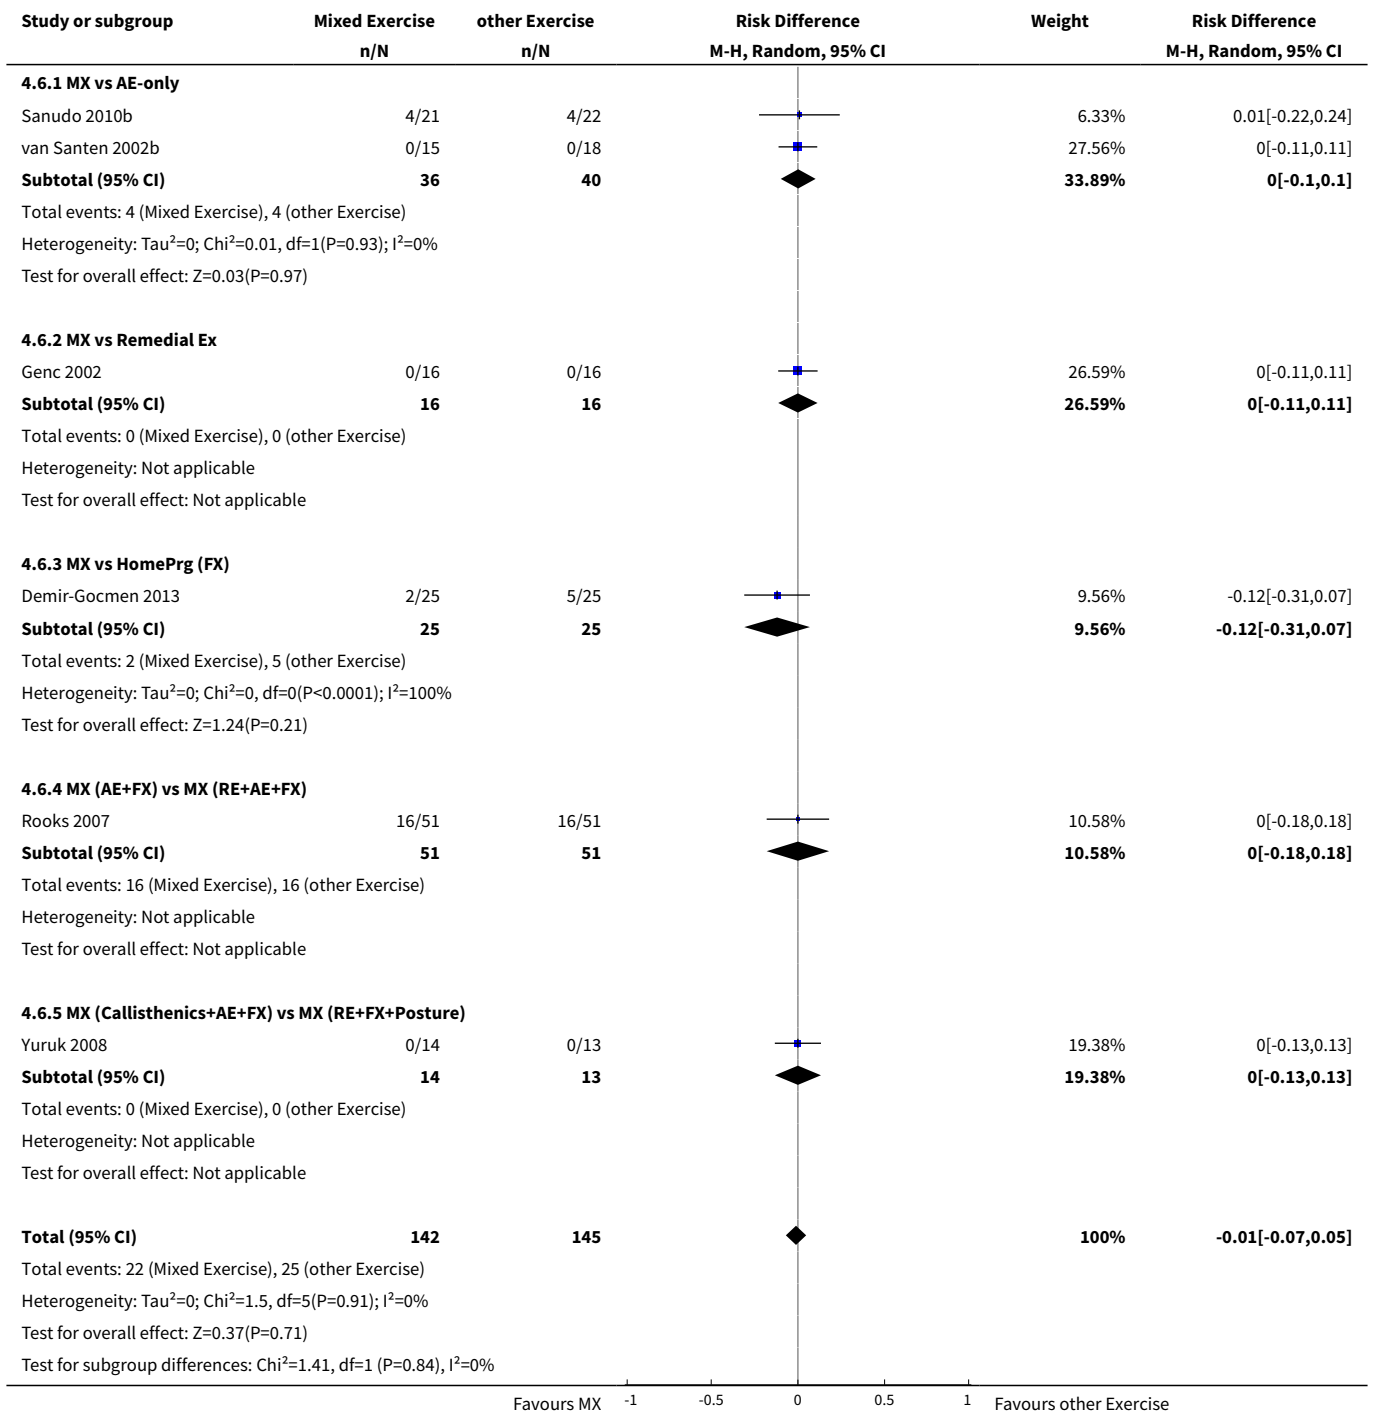 Study or subgroup Mixed Exercise other Exercise Risk Difference Weight Risk Difference
n/N n/N M-H, Random, 95% CI M-H, Random, 95% CI
4.6.1 MX vs AE-only
Sanudo 2010b 4/21 4/22 6.33% 0.01[-0.22,0.24]
van Santen 2002b 0/15 0/18 27.56% 0[-0.11,0.11]
Subtotal (95% CI) 36 40 33.89% 0[-0.1,0.1]
Total events: 4 (Mixed Exercise), 4 (other Exercise)
Heterogeneity: Tau²=0; Chi²=0.01, df=1(P=0.93); I²=0%
Test for overall effect: Z=0.03(P=0.97)
4.6.2 MX vs Remedial Ex
Genc 2002 0/16 0/16 26.59% 0[-0.11,0.11]
Subtotal (95% CI) 16 16 26.59% 0[-0.11,0.11]
Total events: 0 (Mixed Exercise), 0 (other Exercise)
Heterogeneity: Not applicable
Test for overall effect: Not applicable
4.6.3 MX vs HomePrg (FX)
Demir-Gocmen 2013 2/25 5/25 9.56% -0.12[-0.31,0.07]
Subtotal (95% CI) 25 25 9.56% -0.12[-0.31,0.07]
Total events: 2 (Mixed Exercise), 5 (other Exercise)
Heterogeneity: Tau²=0; Chi²=0, df=0(P<0.0001); I²=100%
Test for overall effect: Z=1.24(P=0.21)
4.6.4 MX (AE+FX) vs MX (RE+AE+FX)
Rooks 2007 16/51 16/51 10.58% 0[-0.18,0.18]
Subtotal (95% CI) 51 51 10.58% 0[-0.18,0.18]
Total events: 16 (Mixed Exercise), 16 (other Exercise)
Heterogeneity: Not applicable
Test for overall effect: Not applicable
4.6.5 MX (Callisthenics+AE+FX) vs MX (RE+FX+Posture)
Yuruk 2008 0/14 0/13 19.38% 0[-0.13,0.13]
Subtotal (95% CI) 14 13 19.38% 0[-0.13,0.13]
Total events: 0 (Mixed Exercise), 0 (other Exercise)
Heterogeneity: Not applicable
Test for overall effect: Not applicable
Total (95% CI) 142 145 100% -0.01[-0.07,0.05]
Total events: 22 (Mixed Exercise), 25 (other Exercise)
Heterogeneity: Tau²=0; Chi²=1.5, df=5(P=0.91); I²=0%
Test for overall effect: Z=0.37(P=0.71)
Test for subgroup differences: Chi²=1.41, df=1 (P=0.84), I²=0%
Favours MX -1 -0.5 0 0.5 1 Favours other Exercise